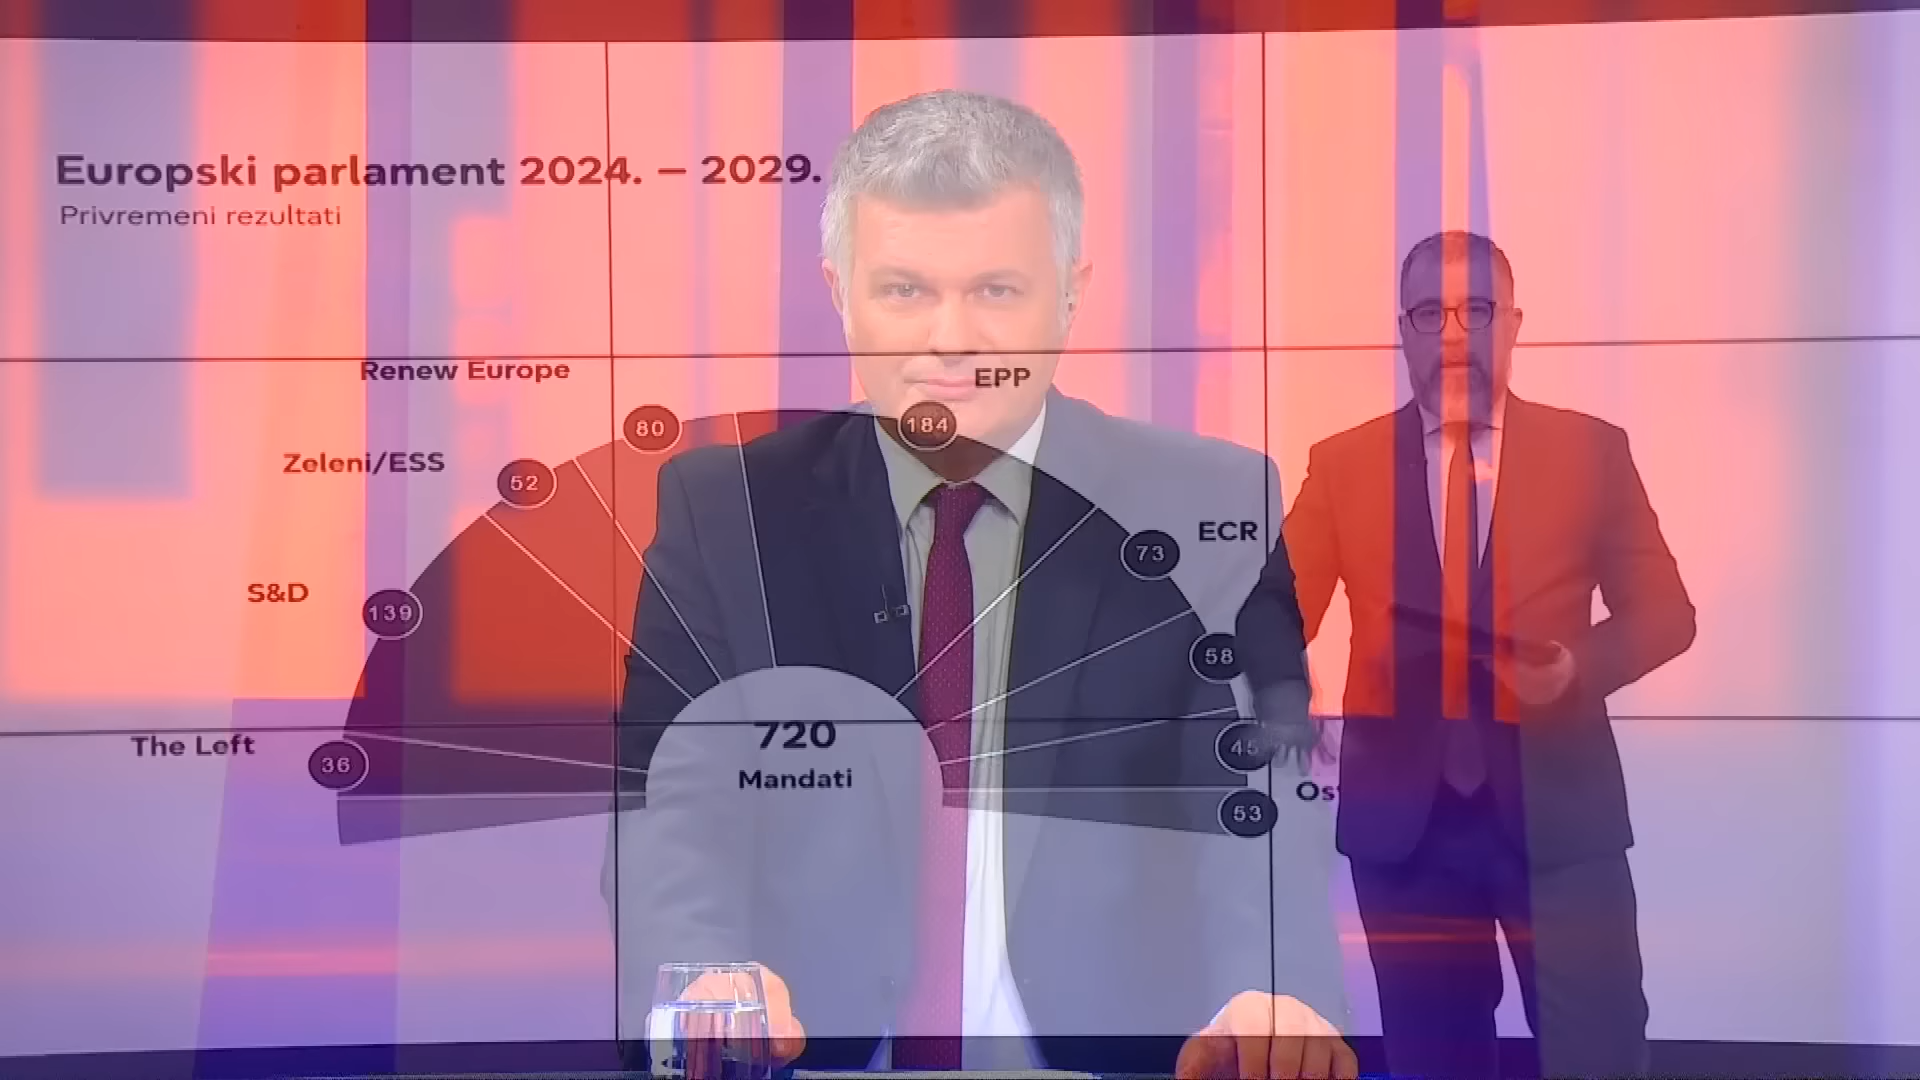 Europski parlament 2024. – 2029.
Privremeni rezultati
Renew Europe
EPP
80
184
Zeleni/ESS
52
ECR
73
S&D
139
58
720
Mandati
The Left
36
45
53